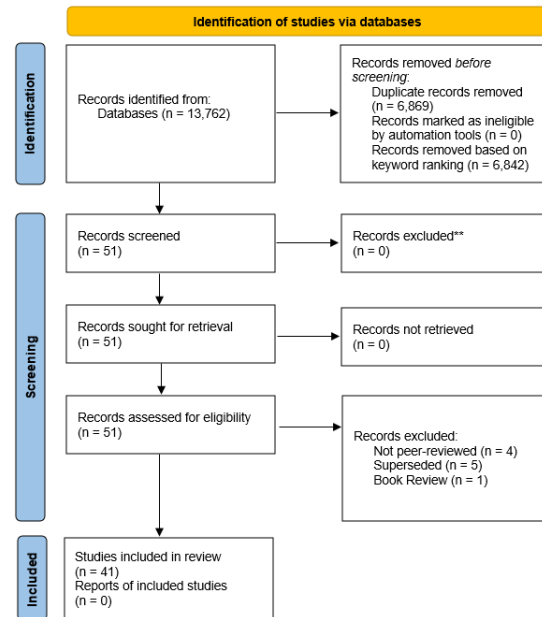 Identification of studies via databases
Identification
Records identified from:
Databases (n = 13,762)
Records removed before
screening:
Duplicate records removed
(n = 6,869)
Records marked as ineligible
by automation tools (n = 0)
Records removed based on
keyword ranking (n = 6,842)
Screening
Records screened
(n = 51)
Records excluded**
(n = 0)
Records sought for retrieval
(n = 51)
Records not retrieved
(n = 0)
Records assessed for eligibility
(n = 51)
Records excluded:
Not peer-reviewed (n = 4)
Superseded (n = 5)
Book Review (n = 1)
Included
Studies included in review
(n = 41)
Reports of included studies
(n = 0)